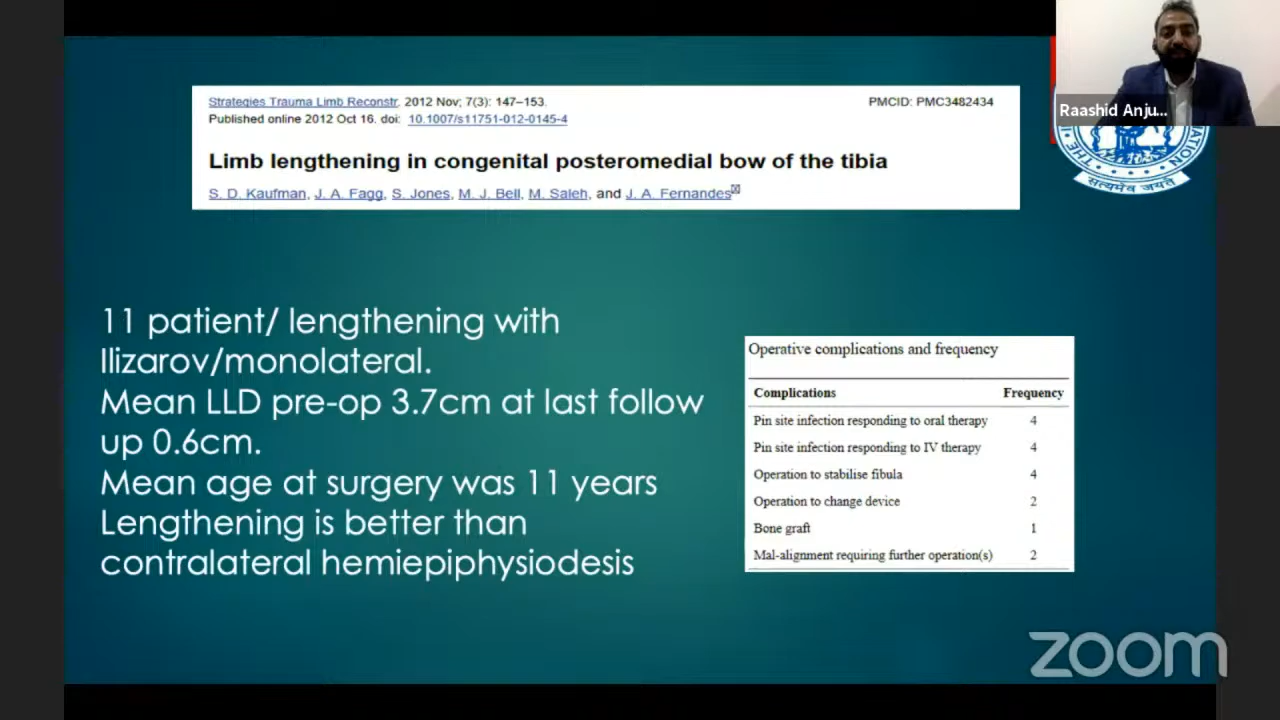 Strategies Trauma Limb Reconstr. 2012 Nov; 7(3): 147–153.
PMCID: PMC3482434
Published online 2012 Oct 16. doi: 10.1007/s11751-012-0145-4
Limb lengthening in congenital posteromedial bow of the tibia
S. D. Kaufman, J. A. Fagg, S. Jones, M. J. Bell, M. Saleh, and J. A. Fernandes
Raashid Anju...
सत्यमेव जयते
11 patient/ lengthening with
Ilizarov/monolateral.
Mean LLD pre-op 3.7cm at last follow
up 0.6cm.
Mean age at surgery was 11 years
Lengthening is better than
contralateral hemiepiphysiodesis
Operative complications and frequency
Complications Frequency
Pin site infection responding to oral therapy 4
Pin site infection responding to IV therapy 4
Operation to stabilise fibula 4
Operation to change device 2
Bone graft 1
Mal-alignment requiring further operation(s) 2
zoom